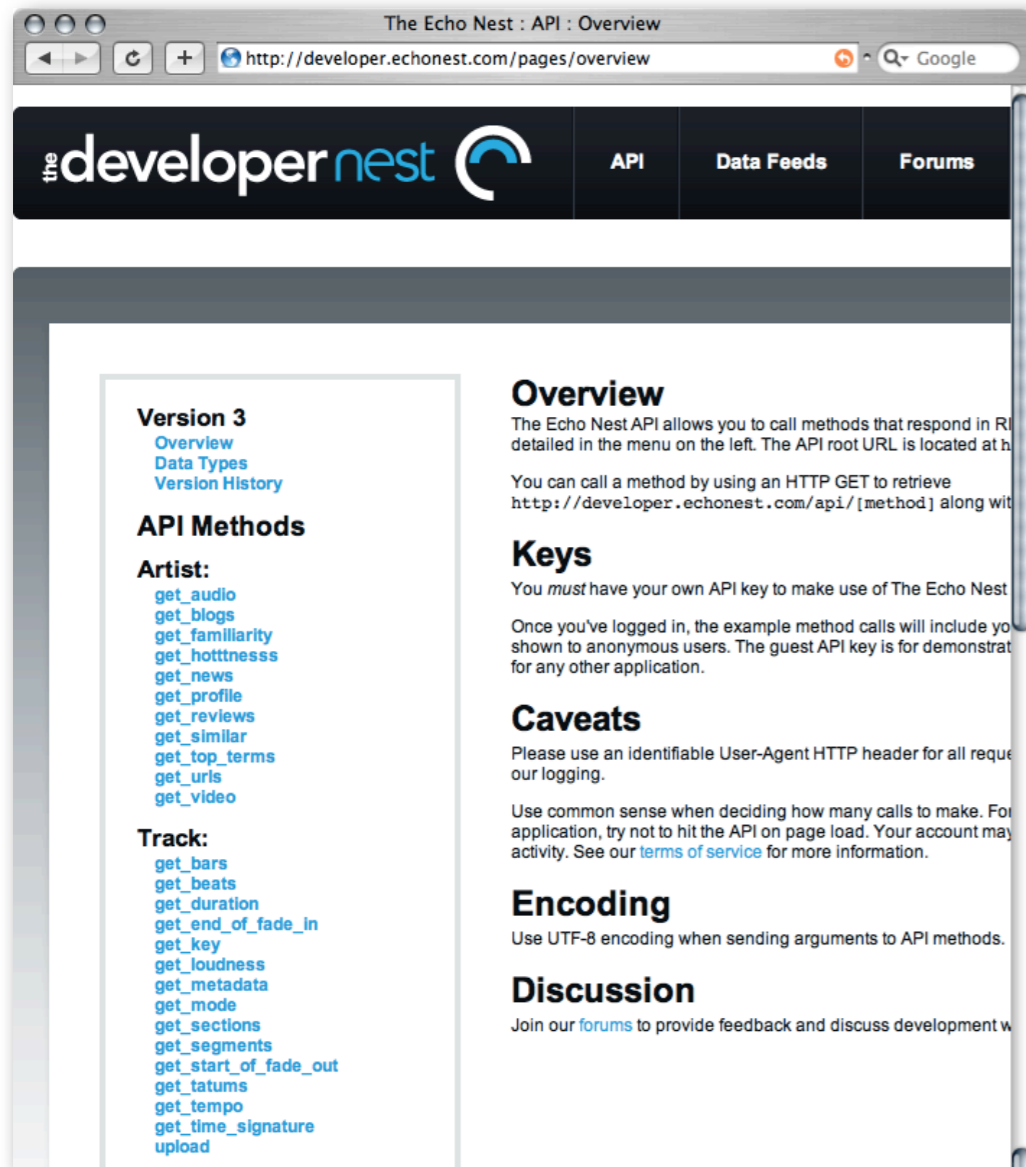 The Echo Nest : API : Overview
http://developer.echonest.com/pages/overview
Google
the developer nest
API
Data Feeds
Forums
Version 3
Overview
Data Types
Version History
API Methods
Artist:
get_audio
get_blogs
get_familiarity
get_hotttnesss
get_news
get_profile
get_reviews
get_similar
get_top_terms
get_urls
get_video
Track:
get_bars
get_beats
get_duration
get_end_of_fade_in
get_key
get_loudness
get_metadata
get_mode
get_sections
get_segments
get_start_of_fade_out
get_tatums
get_tempo
get_time_signature
upload
Overview
The Echo Nest API allows you to call methods that respond in
detailed in the menu on the left. The API root URL is located at
You can call a method by using an HTTP GET to retrieve
http://developer.echonest.com/api/[method] along
Keys
You must have your own API key to make use of The Echo Nest
Once you've logged in, the example method calls will include
shown to anonymous users. The guest API key is for
for any other application.
Caveats
Please use an identifiable User-Agent HTTP header for all
our logging.
Use common sense when deciding how many calls to make.
application, try not to hit the API on page load. Your account may
activity. See our terms of service for more information.
Encoding
Use UTF-8 encoding when sending arguments to API methods.
Discussion
Join our forums to provide feedback and discuss development